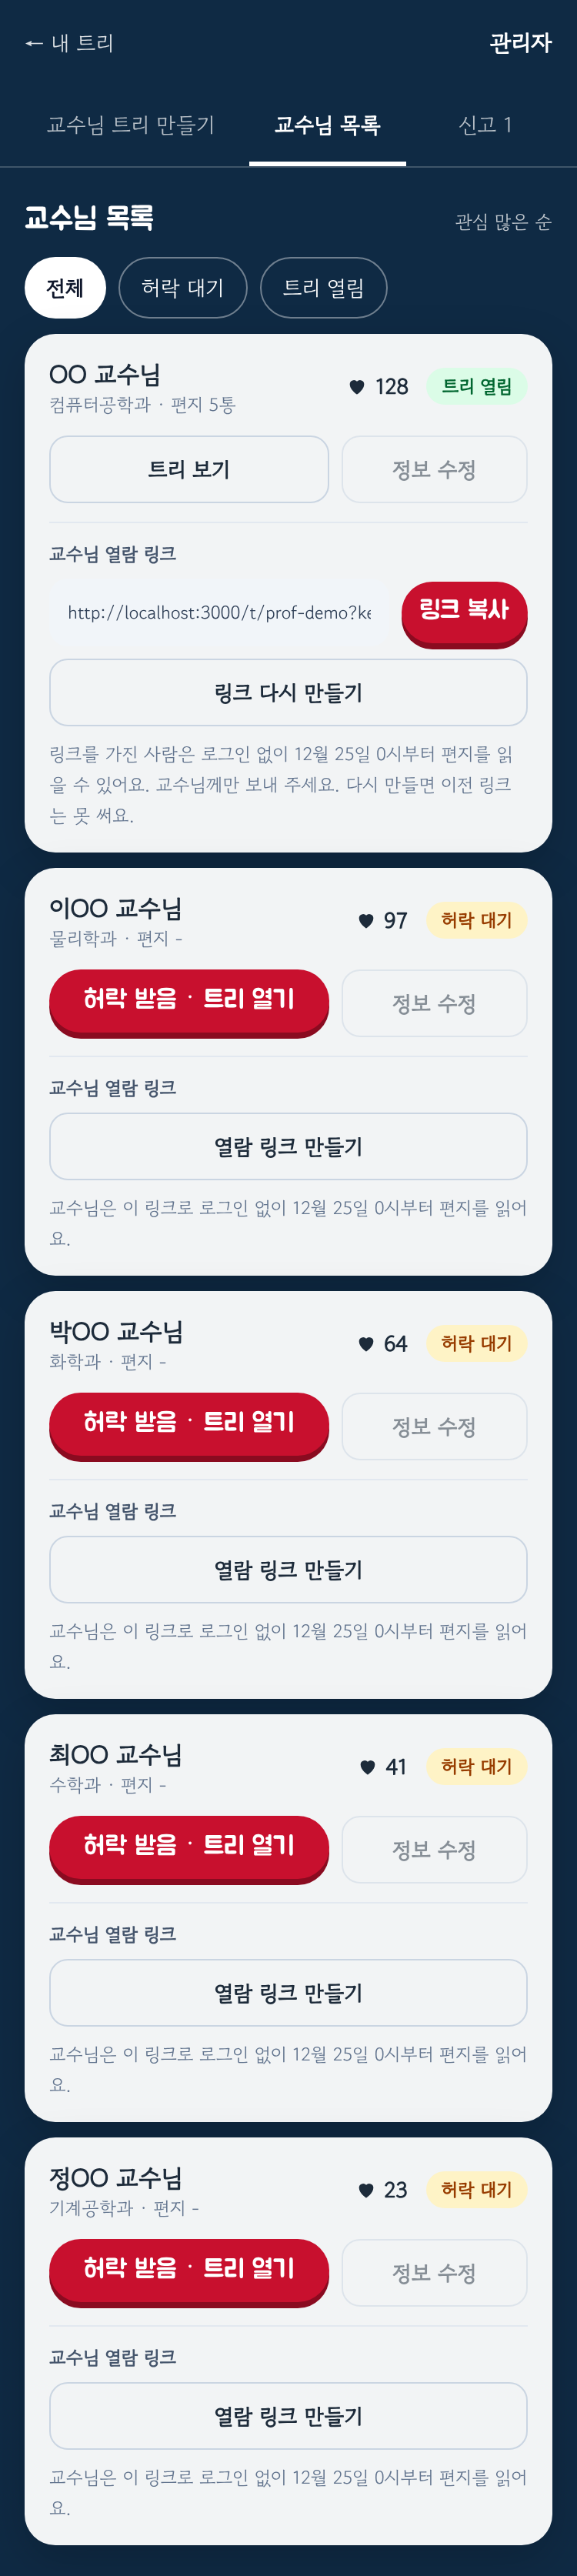 ← 내 트리
관리자
교수님 트리 만들기
교수님 목록
신고 1
교수님 목록
관심 많은 순
전체
허락 대기
트리 열림
OO 교수님
♥ 128
트리 열림
컴퓨터공학과 · 편지 5통
트리 보기
정보 수정
교수님 열람 링크
http://localhost:3000/t/prof-demo?ke
링크 복사
링크 다시 만들기
링크를 가진 사람은 로그인 없이 12월 25일 0시부터 편지를 읽
을 수 있어요. 교수님께만 보내 주세요. 다시 만들면 이전 링크
는 못 써요.
이OO 교수님
♥ 97
허락 대기
물리학과 · 편지 -
허락 받음 · 트리 열기
정보 수정
교수님 열람 링크
열람 링크 만들기
교수님은 이 링크로 로그인 없이 12월 25일 0시부터 편지를 읽어
요.
박OO 교수님
♥ 64
허락 대기
화학과 · 편지 -
허락 받음 · 트리 열기
정보 수정
교수님 열람 링크
열람 링크 만들기
교수님은 이 링크로 로그인 없이 12월 25일 0시부터 편지를 읽어
요.
최OO 교수님
♥ 41
허락 대기
수학과 · 편지 -
허락 받음 · 트리 열기
정보 수정
교수님 열람 링크
열람 링크 만들기
교수님은 이 링크로 로그인 없이 12월 25일 0시부터 편지를 읽어
요.
정OO 교수님
♥ 23
허락 대기
기계공학과 · 편지 -
허락 받음 · 트리 열기
정보 수정
교수님 열람 링크
열람 링크 만들기
교수님은 이 링크로 로그인 없이 12월 25일 0시부터 편지를 읽어
요.